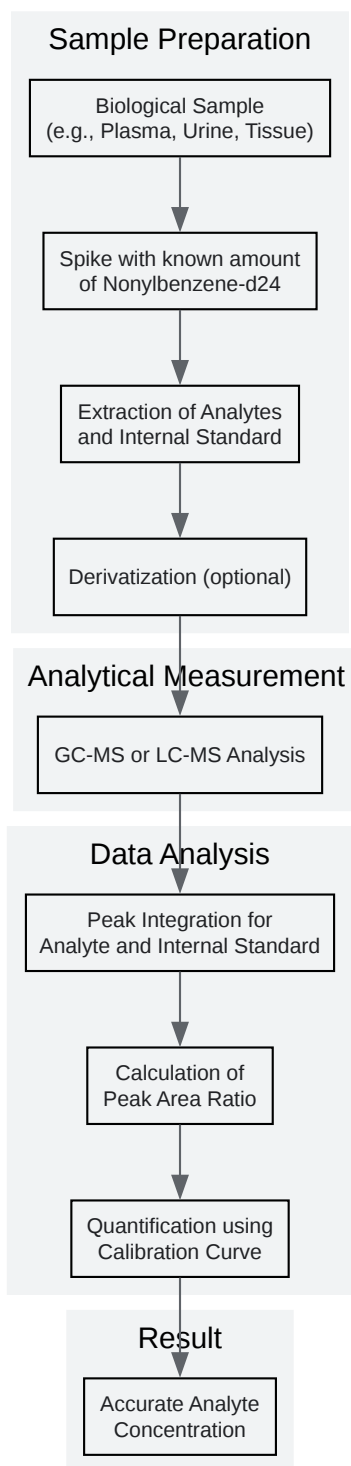 Sample Preparation
Biological Sample
(e.g., Plasma, Urine, Tissue)
Spike with known amount
of Nonylbenzene-d24
Extraction of Analytes
and Internal Standard
Derivatization (optional)
Analytical Measurement
GC-MS or LC-MS Analysis
Data Analysis
Peak Integration for
Analyte and Internal Standard
Calculation of
Peak Area Ratio
Quantification using
Calibration Curve
Result
Accurate Analyte
Concentration